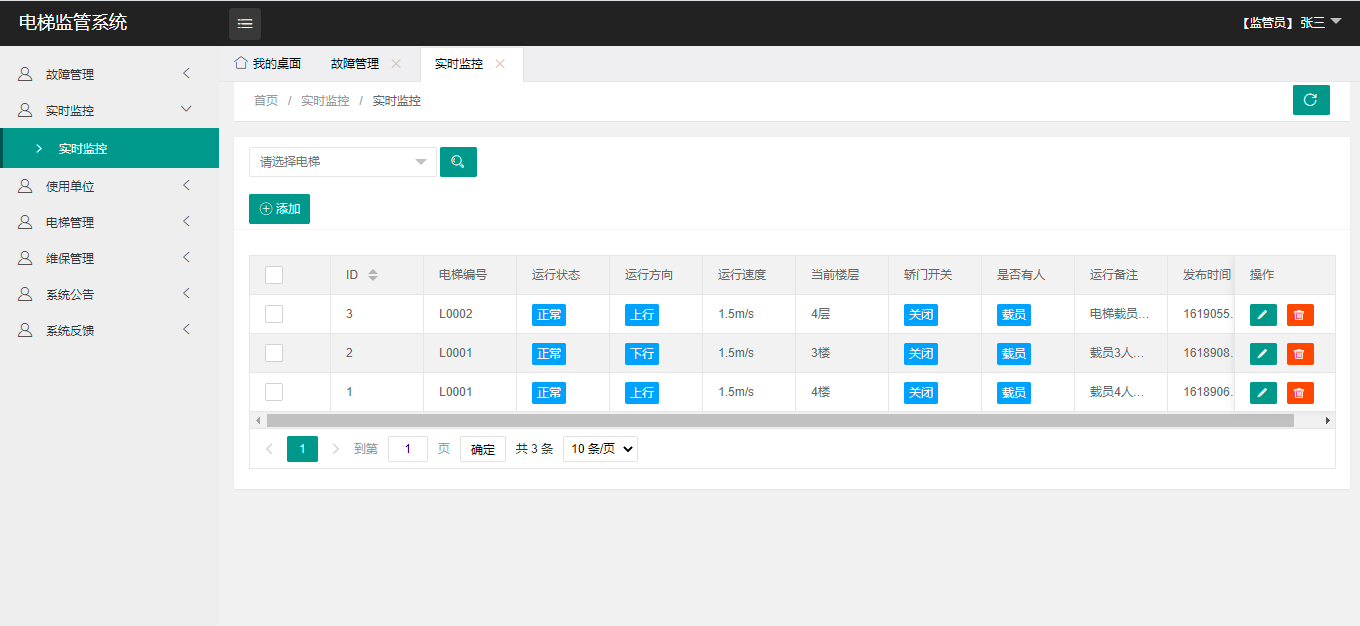 电梯监管系统
【监管员】 张三
故障管理
实时监控
实时监控
使用单位
电梯管理
维保管理
系统公告
系统反馈
我的桌面 故障管理 实时监控
首页 / 实时监控 / 实时监控
请选择电梯
添加
ID 电梯编号 运行状态 运行方向 运行速度 当前楼层 轿门开关 是否有人 运行备注 发布时间 操作
3 L0002 正常 上行 1.5m/s 4层 关闭 载员 电梯载员... 1619055.
2 L0001 正常 下行 1.5m/s 3楼 关闭 载员 载员3人... 1618908.
1 L0001 正常 上行 1.5m/s 4楼 关闭 载员 载员4人... 1618906.
1 到第 1 页 确定 共 3 条 10 条/页